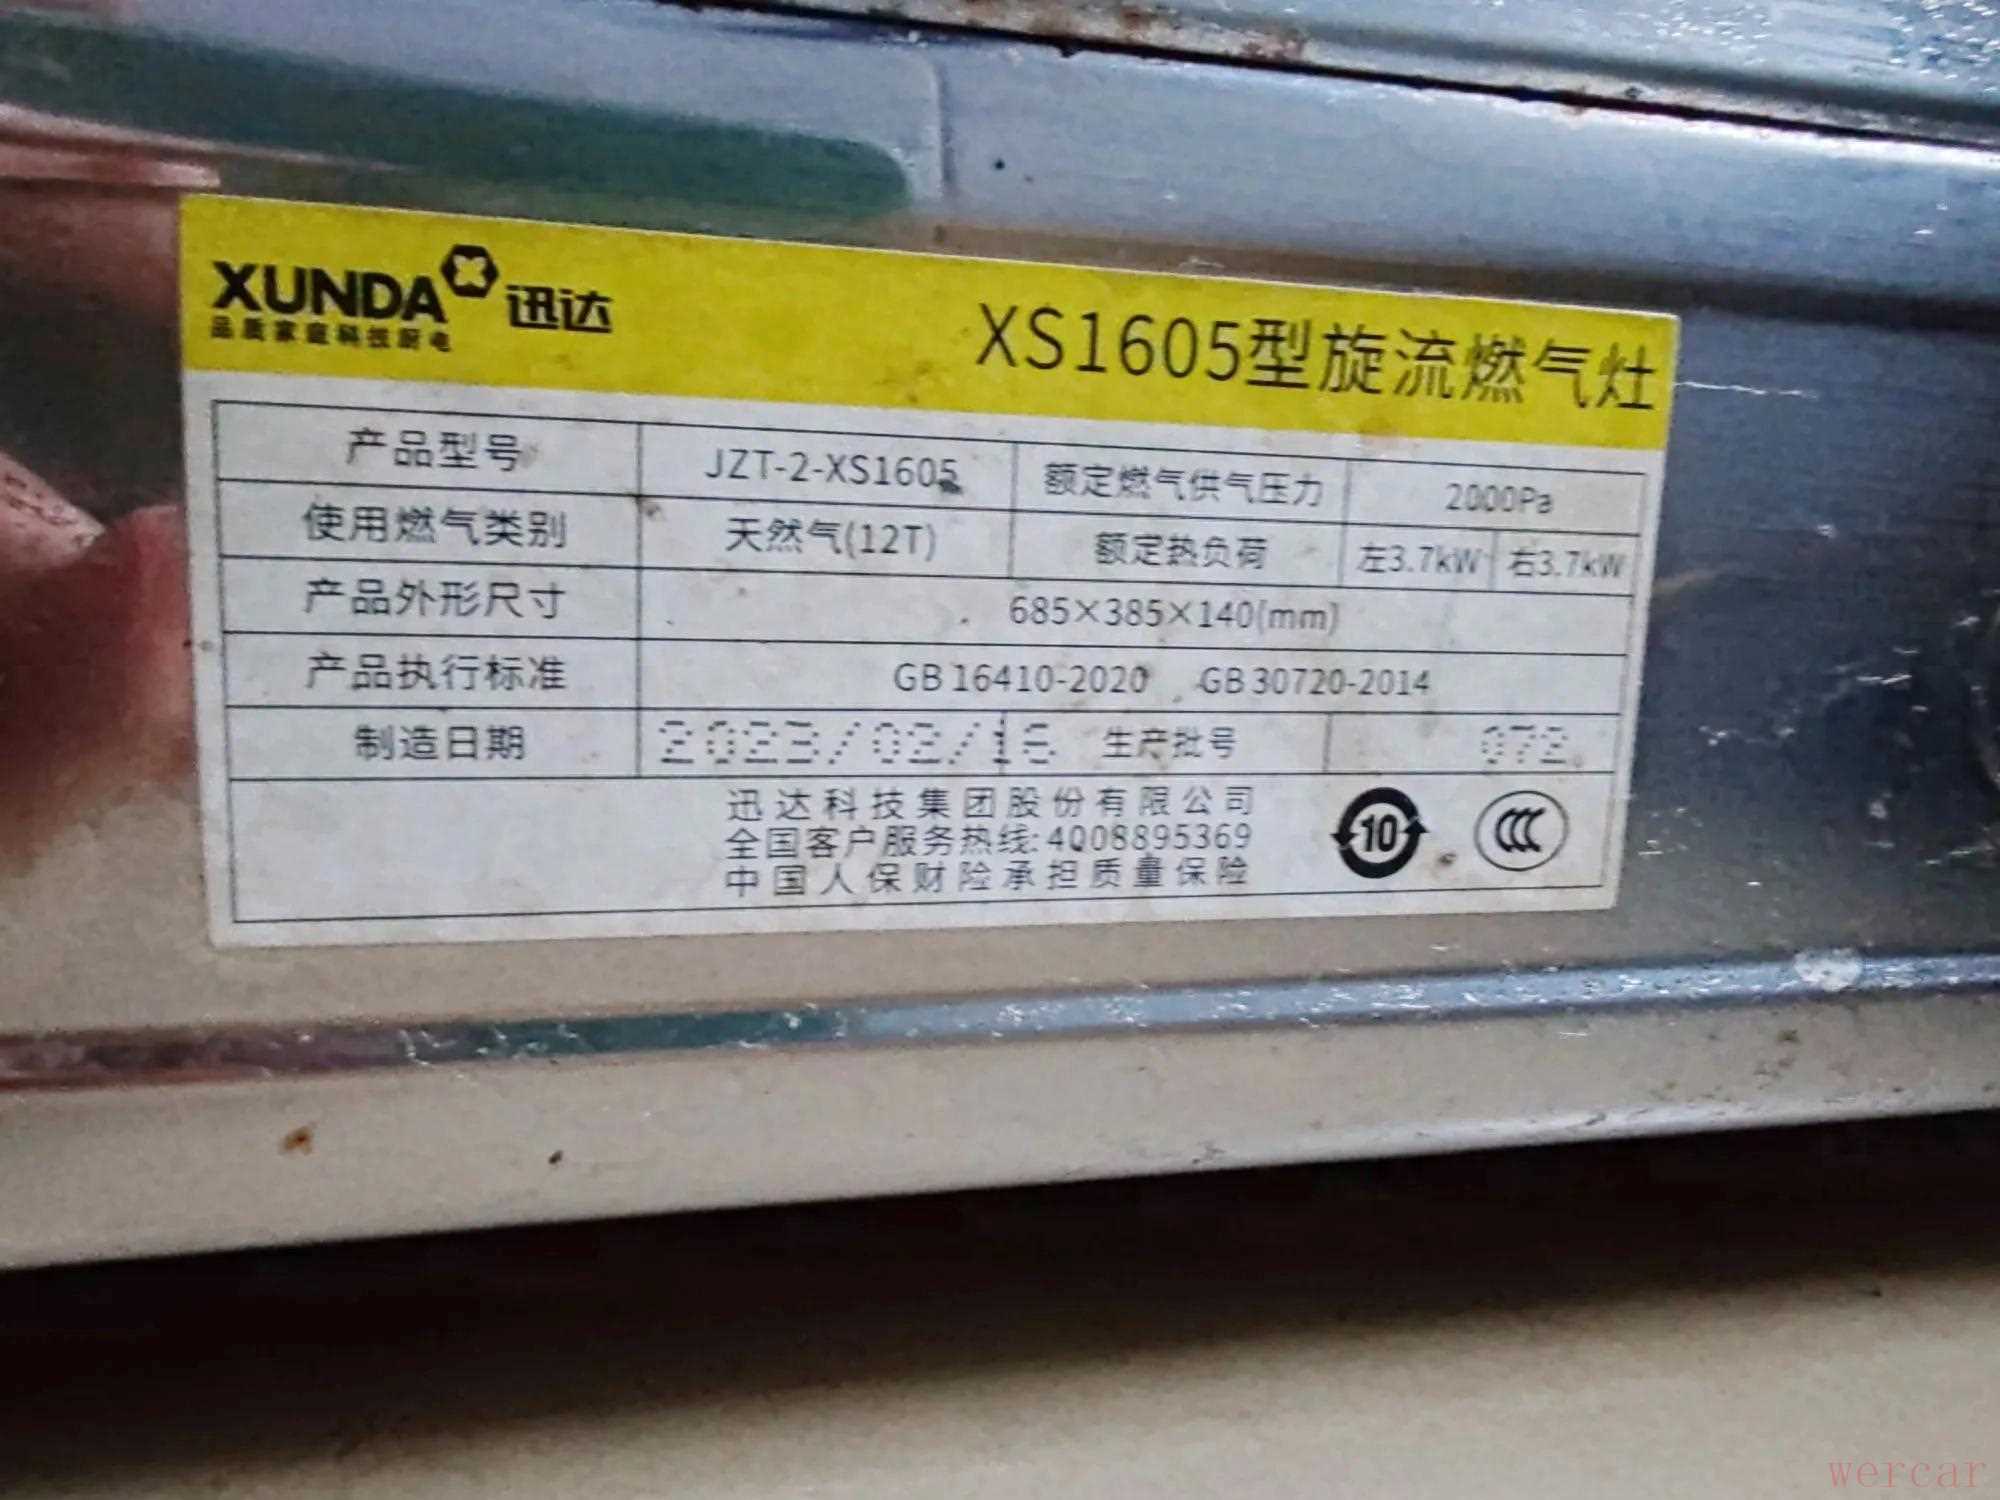 XUNDA 迅达
品质家庭科技厨电
XS1605型旋流燃气灶
产品型号 JZT-2-XS1605 额定燃气供气压力 2000Pa
使用燃气类别 天然气(12T) 额定热负荷 左3.7kW 右3.7kW
产品外形尺寸 685×385×140(mm)
产品执行标准 GB 16410-2020 GB 30720-2014
制造日期 2023/02/16 生产批号 072
迅达科技集团股份有限公司
全国客户服务热线:4008895369
中国人保财险承担质量保险
10 CCC
wercar